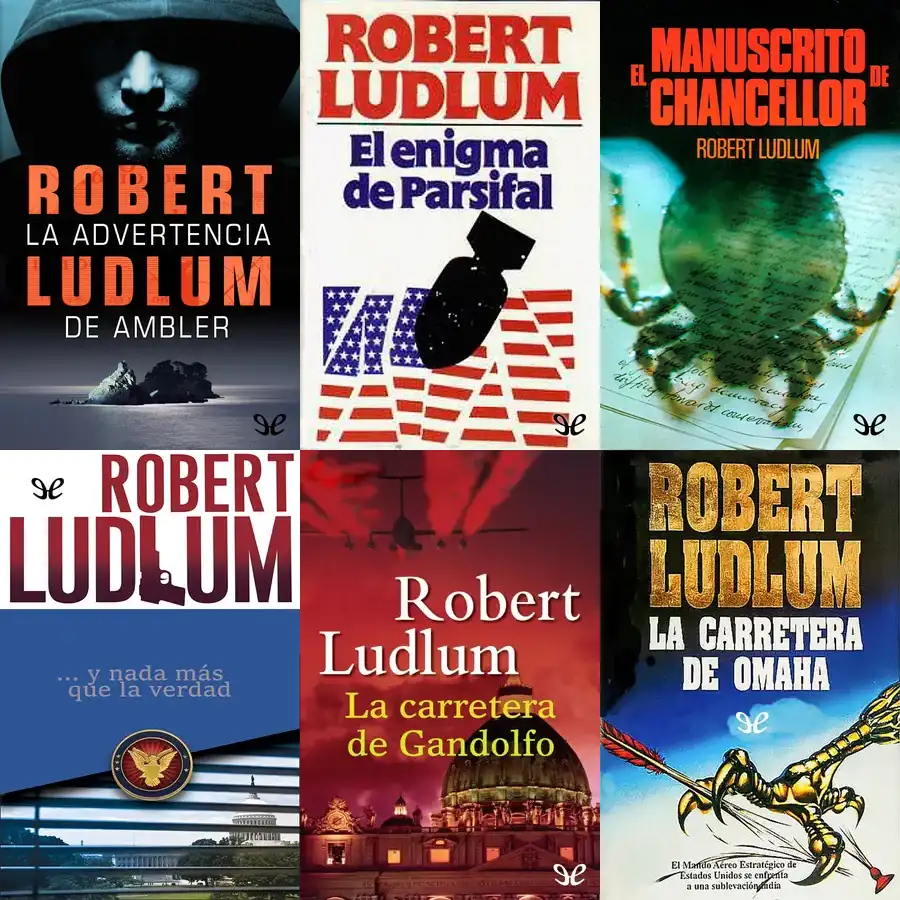 ROBERT
LA ADVERTENCIA
LUDLUM
DE AMBLER
ROBERT
LUDLUM
El enigma
de Parsifal
EL MANUSCRITO DE
CHANCELLOR
ROBERT LUDLUM
ROBERT
LUDLUM
... y nada más
que la verdad
Robert
Ludlum
La carretera
de Gandolfo
ROBERT
LUDLUM
LA CARRETERA
DE OMAHA
El Mando Aéreo Estratégico de
Estados Unidos se enfrenta
a una sublevación india